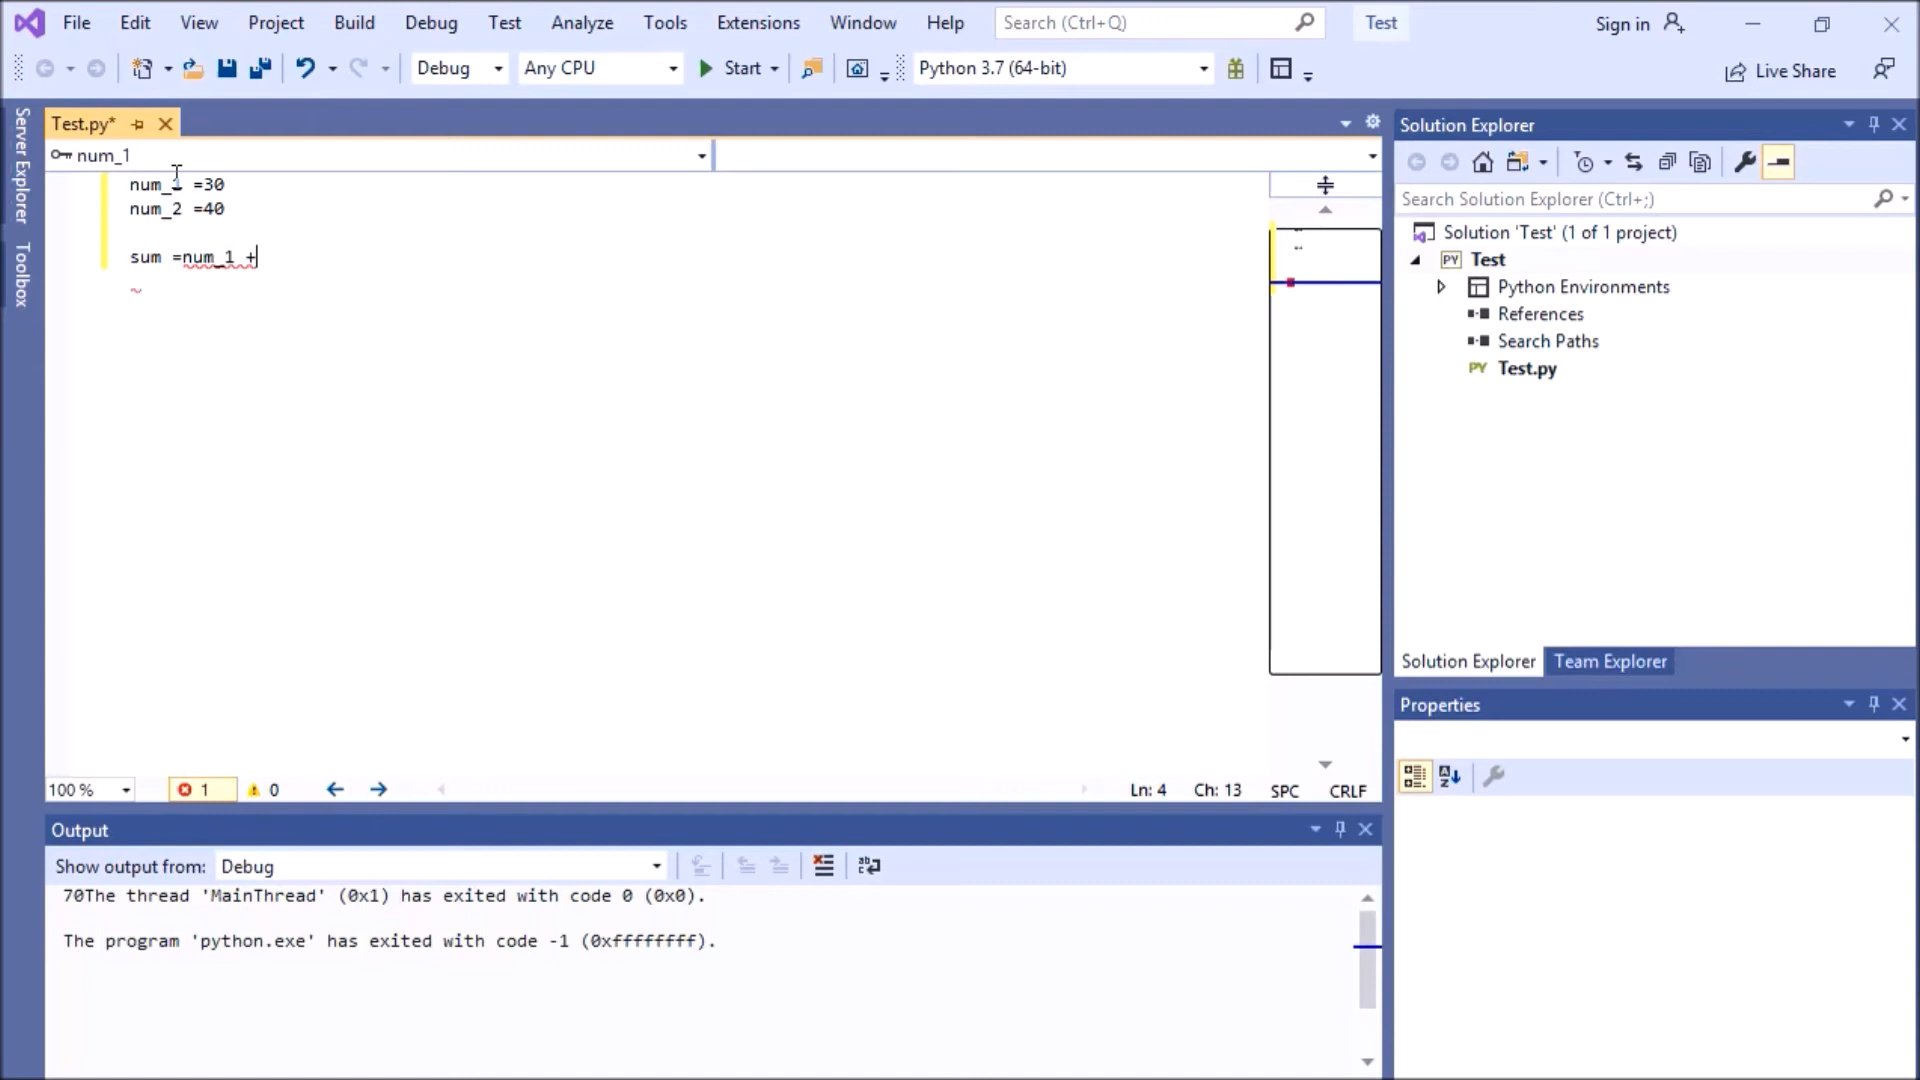 File Edit View Project Build Debug Test Analyze Tools Extensions Window Help Search (Ctrl+Q) Test Sign in
Debug Any CPU Start Python 3.7 (64-bit) Live Share
Server Explorer
Toolbox
Test.py*
num_1
num_1 =30
num_2 =40
sum =num_1 +
100 % 1 0 Ln: 4 Ch: 13 SPC CRLF
Output
Show output from: Debug
70The thread 'MainThread' (0x1) has exited with code 0 (0x0).
The program 'python.exe' has exited with code -1 (0xffffffff).
Solution Explorer
Search Solution Explorer (Ctrl+;)
Solution 'Test' (1 of 1 project)
PY Test
Python Environments
References
Search Paths
PY Test.py
Solution Explorer Team Explorer
Properties